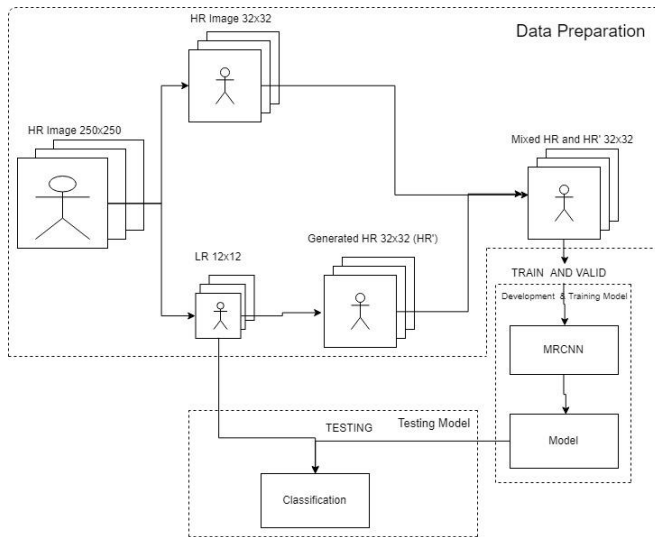 HR Image 32x32
Data Preparation
HR Image 250x250
Mixed HR and HR' 32x32
LR 12x12
Generated HR 32x32 (HR')
TRAIN AND VALID
Development & Training Model
MRCNN
TESTING
Testing Model
Model
Classification